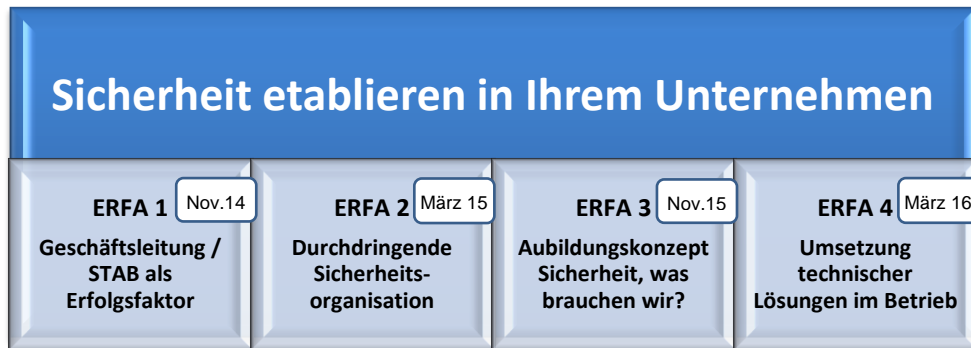 Sicherheit etablieren in Ihrem Unternehmen
ERFA 1
Nov.14
Geschäftsleitung /
STAB als
Erfolgsfaktor
ERFA 2
März 15
Durchdringende
Sicherheits-
organisation
ERFA 3
Nov.15
Aubildungskonzept
Sicherheit, was
brauchen wir?
ERFA 4
März 16
Umsetzung
technischer
Lösungen im Betrieb